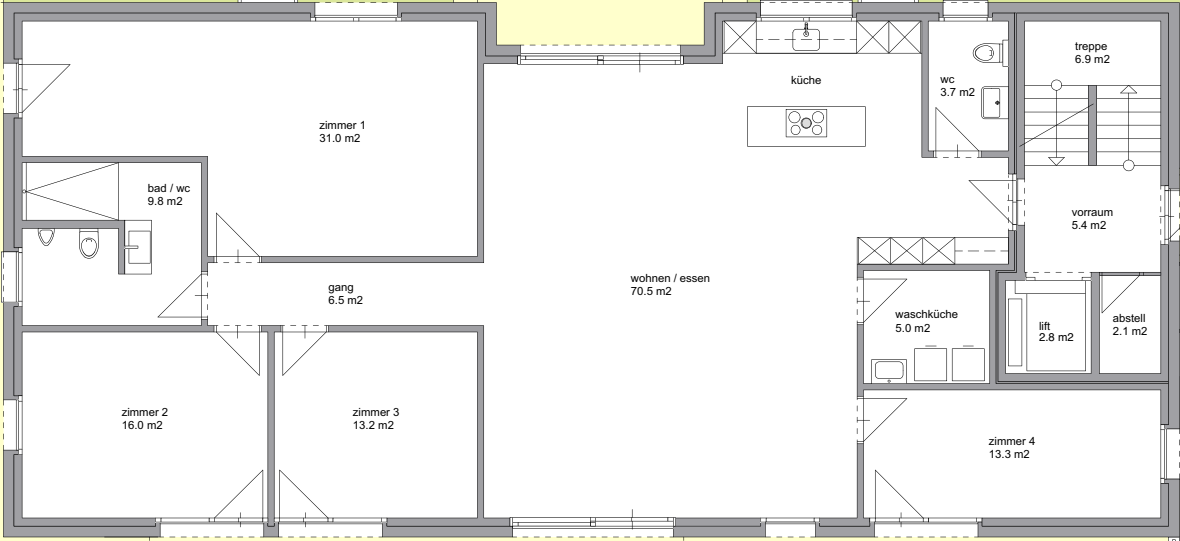 treppe
6.9 m2
küche
wc
3.7 m2
zimmer 1
31.0 m2
bad / wc
9.8 m2
vorraum
5.4 m2
wohnen / essen
70.5 m2
gang
6.5 m2
waschküche
5.0 m2
lift
2.8 m2
abstell
2.1 m2
zimmer 2
16.0 m2
zimmer 3
13.2 m2
zimmer 4
13.3 m2